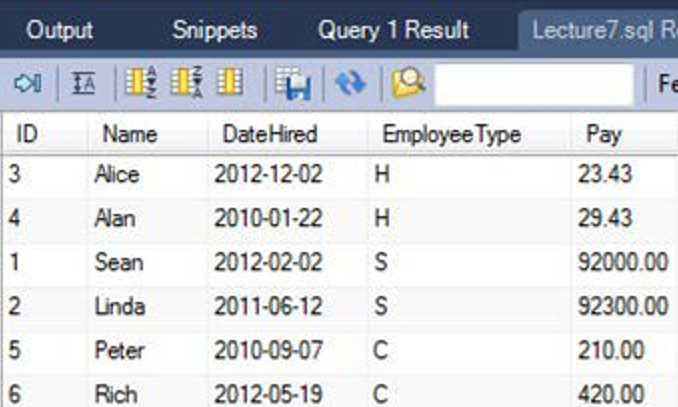 Output Snippets Query 1 Result Lecture7.sql
ID Name DateHired EmployeeType Pay
3 Alice 2012-12-02 H 23.43
4 Alan 2010-01-22 H 29.43
1 Sean 2012-02-02 S 92000.00
2 Linda 2011-06-12 S 92300.00
5 Peter 2010-09-07 C 210.00
6 Rich 2012-05-19 C 420.00